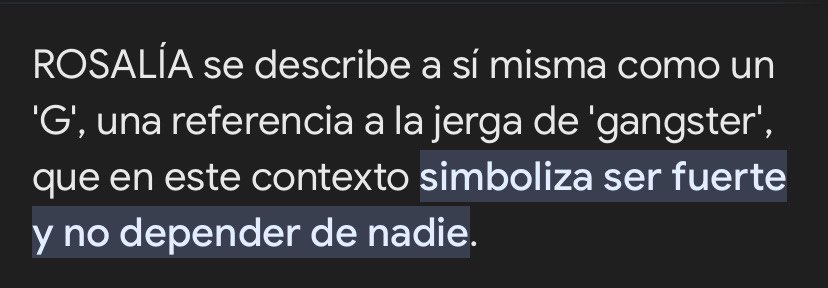 ROSALÍA se describe a sí misma como un
'G', una referencia a la jerga de 'gangster',
que en este contexto simboliza ser fuerte
y no depender de nadie.